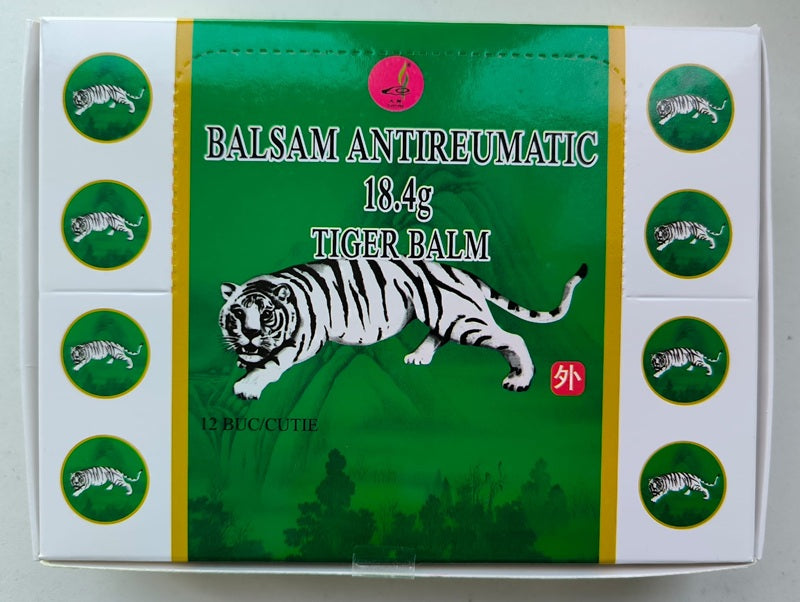 BALSAM ANTIREUMATIC
18.4g
TIGER BALM
外
12 BUC/CUTIE